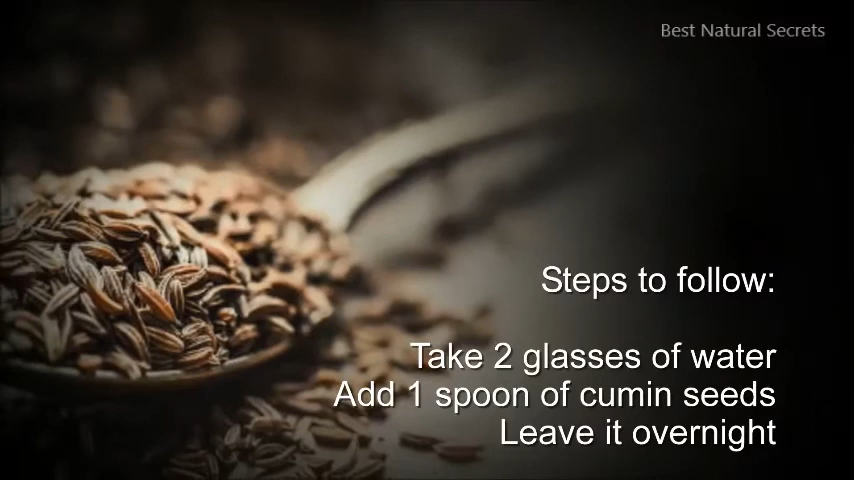 Best Natural Secrets
Steps to follow:
Take 2 glasses of water
Add 1 spoon of cumin seeds
Leave it overnight